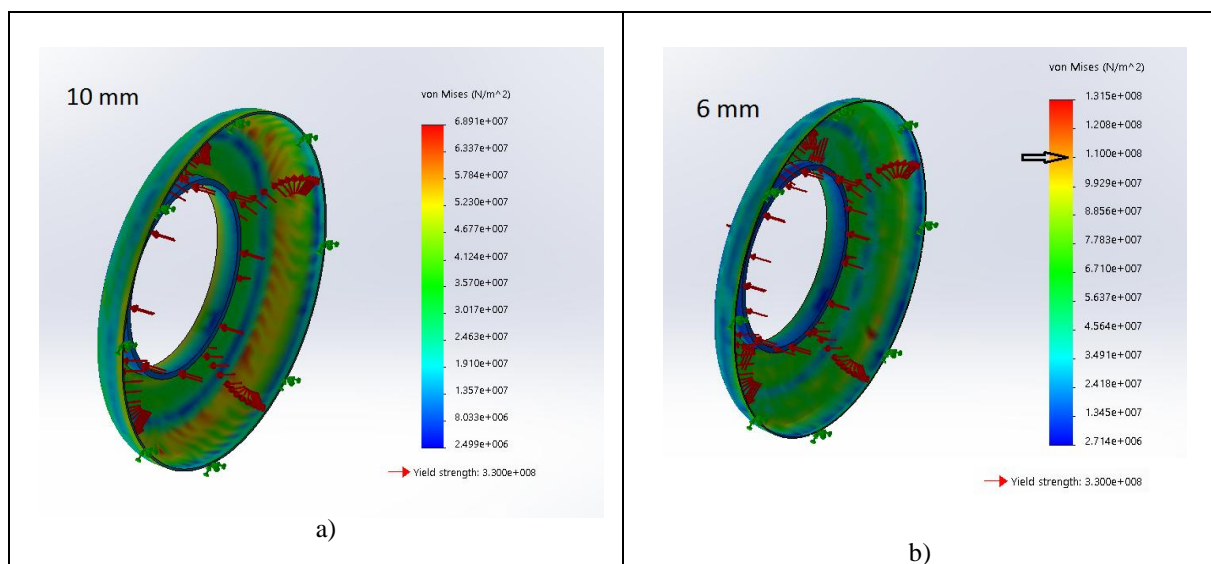 10 mm
von Mises (N/m^2)
6.891e+007
6.337e+007
5.784e+007
5.230e+007
4.677e+007
4.124e+007
3.570e+007
3.017e+007
2.463e+007
1.910e+007
1.357e+007
8.033e+006
2.499e+006
Yield strength: 3.300e+008
a)
6 mm
von Mises (N/m^2)
1.315e+008
1.208e+008
1.100e+008
9.929e+007
8.856e+007
7.783e+007
6.710e+007
5.637e+007
4.564e+007
3.491e+007
2.418e+007
1.345e+007
2.714e+006
Yield strength: 3.300e+008
b)